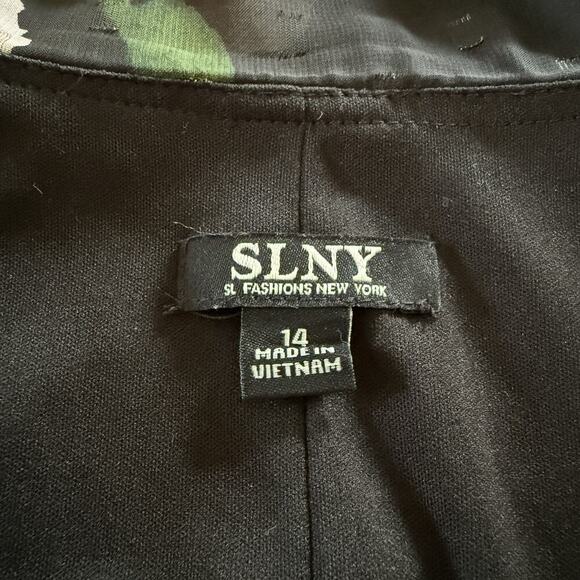 SLNY
SL FASHIONS NEW YORK
14
MADE IN
VIETNAM